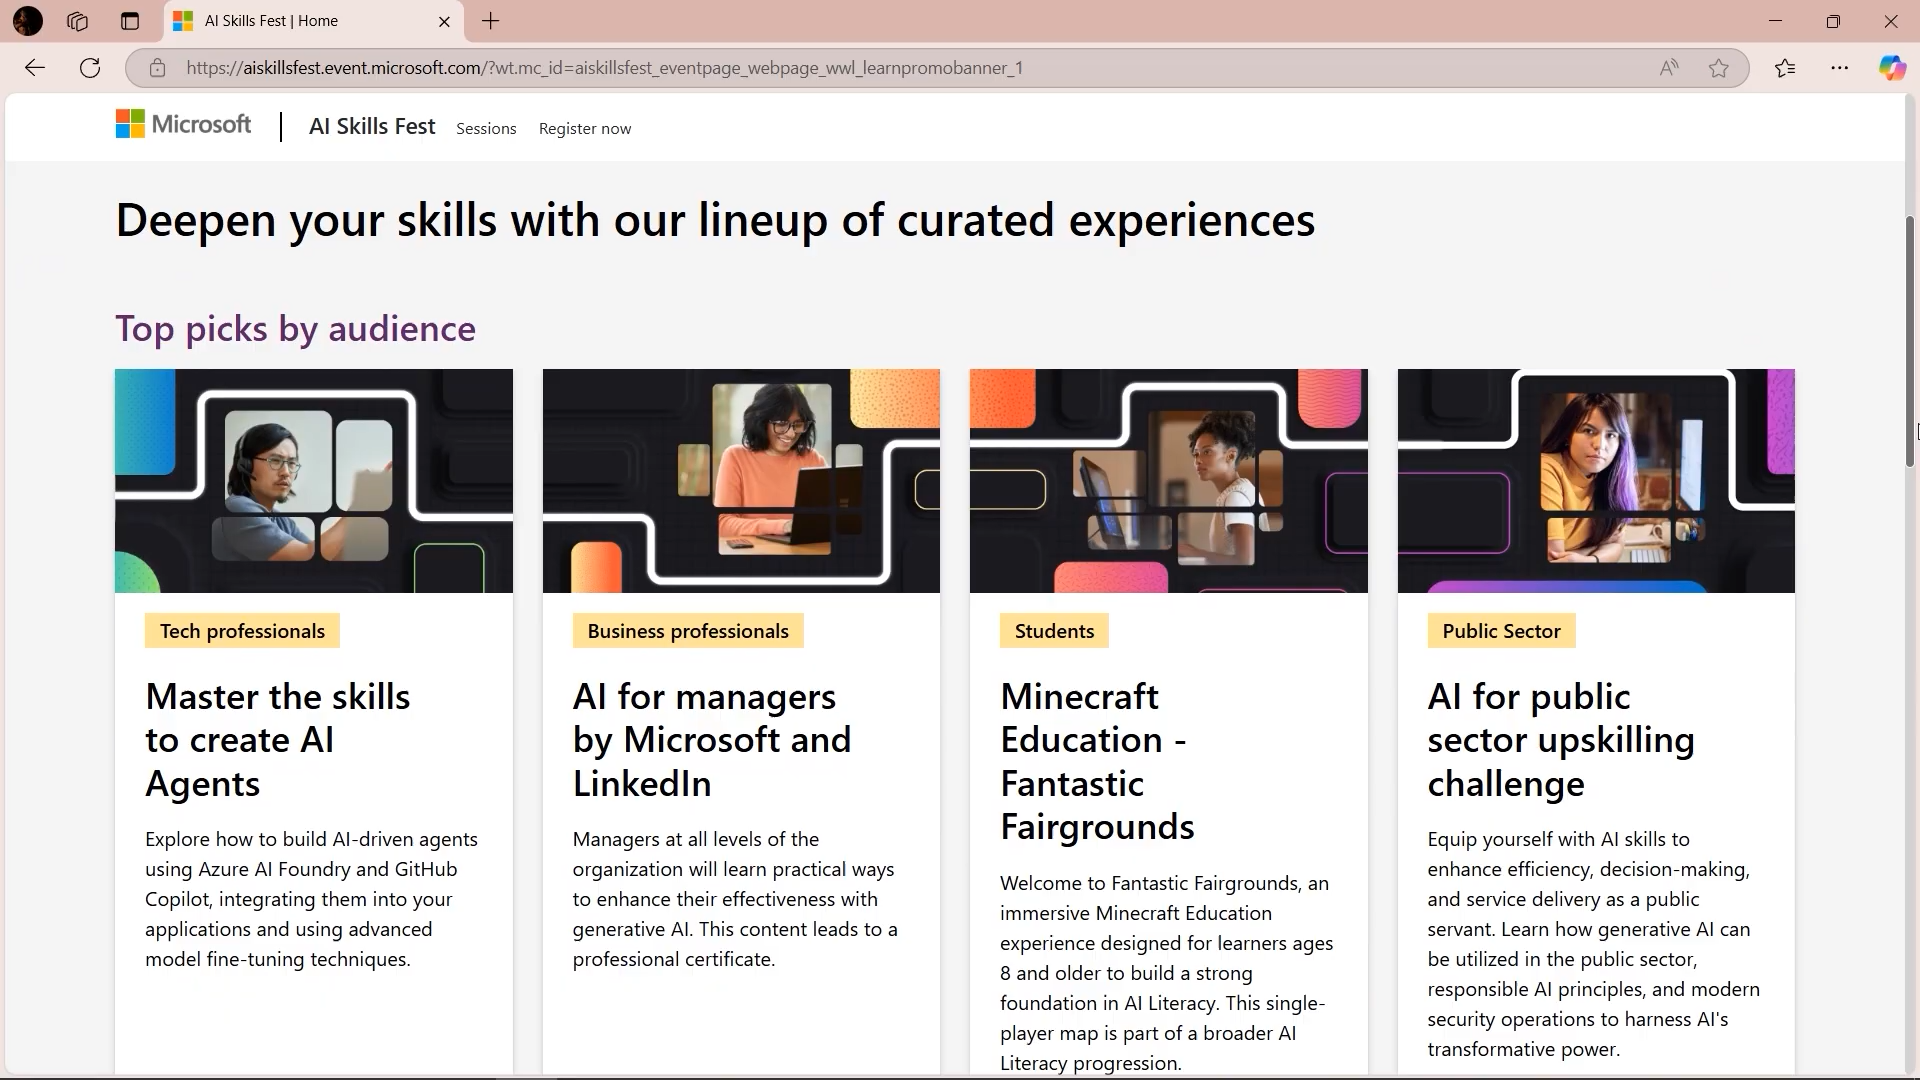 AI Skills Fest | Home
https://aiskillsfest.event.microsoft.com/?wt.mc_id=aiskillsfest_eventpage_webpage_wwl_learnpromobanner_1
Microsoft | AI Skills Fest Sessions Register now
Deepen your skills with our lineup of curated experiences
Top picks by audience
Tech professionals
Master the skills
to create AI
Agents
Explore how to build AI-driven agents
using Azure AI Foundry and GitHub
Copilot, integrating them into your
applications and using advanced
model fine-tuning techniques.
Business professionals
AI for managers
by Microsoft and
LinkedIn
Managers at all levels of the
organization will learn practical ways
to enhance their effectiveness with
generative AI. This content leads to a
professional certificate.
Students
Minecraft
Education -
Fantastic
Fairgrounds
Welcome to Fantastic Fairgrounds, an
immersive Minecraft Education
experience designed for learners ages
8 and older to build a strong
foundation in AI Literacy. This single-
player map is part of a broader AI
Literacy progression.
Public Sector
AI for public
sector upskilling
challenge
Equip yourself with AI skills to
enhance efficiency, decision-making,
and service delivery as a public
servant. Learn how generative AI can
be utilized in the public sector,
responsible AI principles, and modern
security operations to harness AI's
transformative power.